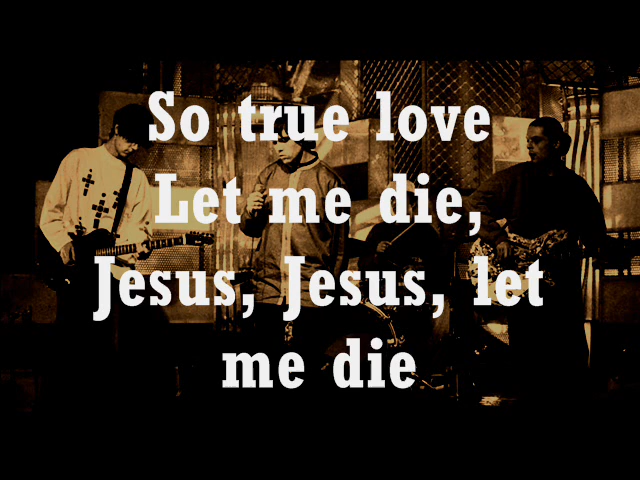 So true love
Let me die,
Jesus, Jesus, let
me die